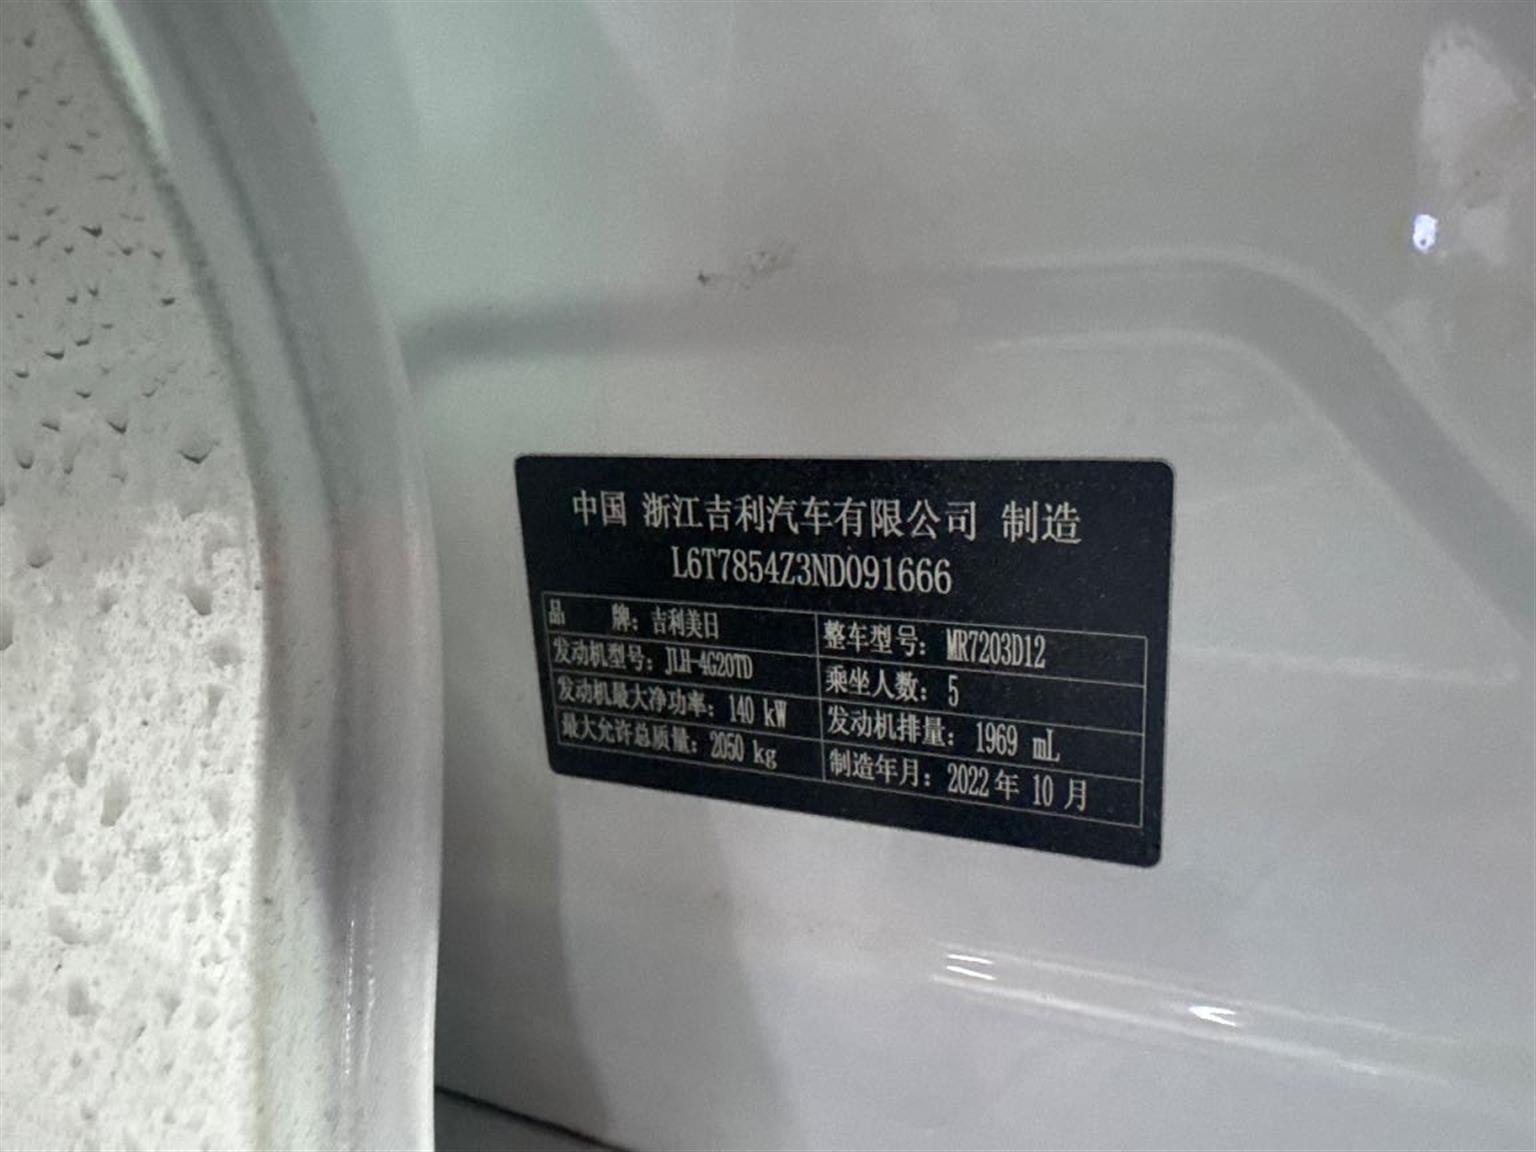 中国 浙江吉利汽车有限公司 制造
L6T7854Z3ND091666
品 牌：吉利美日 整车型号：MR7203D12
发动机型号：JLH-4G20TD 乘坐人数：5
发动机最大净功率：140 kW 发动机排量：1969 mL
最大允许总质量：2050 kg 制造年月：2022年 10 月